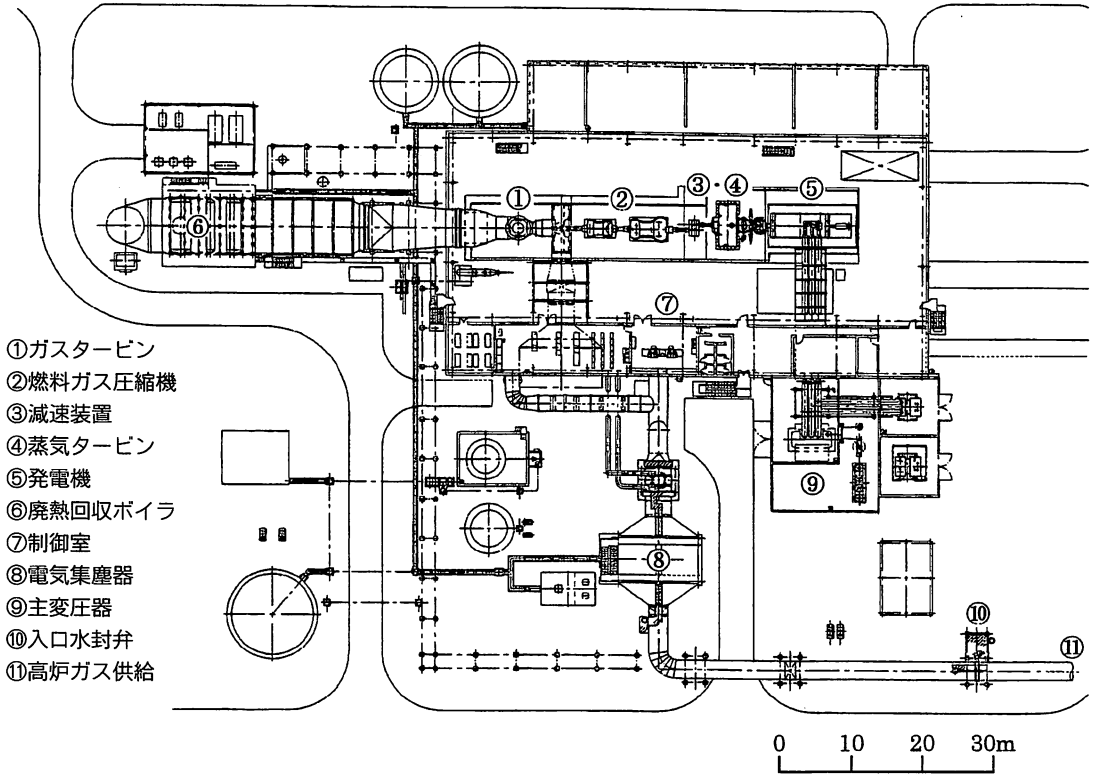 ① ② ③・④ ⑤
⑥
⑦
①ガスタービン
②燃料ガス圧縮機
③減速装置
④蒸気タービン
⑤発電機
⑥廃熱回収ボイラ
⑦制御室
⑧電気集塵器
⑨主変圧器
⑩入口水封弁
⑪高炉ガス供給
⑨
⑧
⑩
⑪
0 10 20 30m